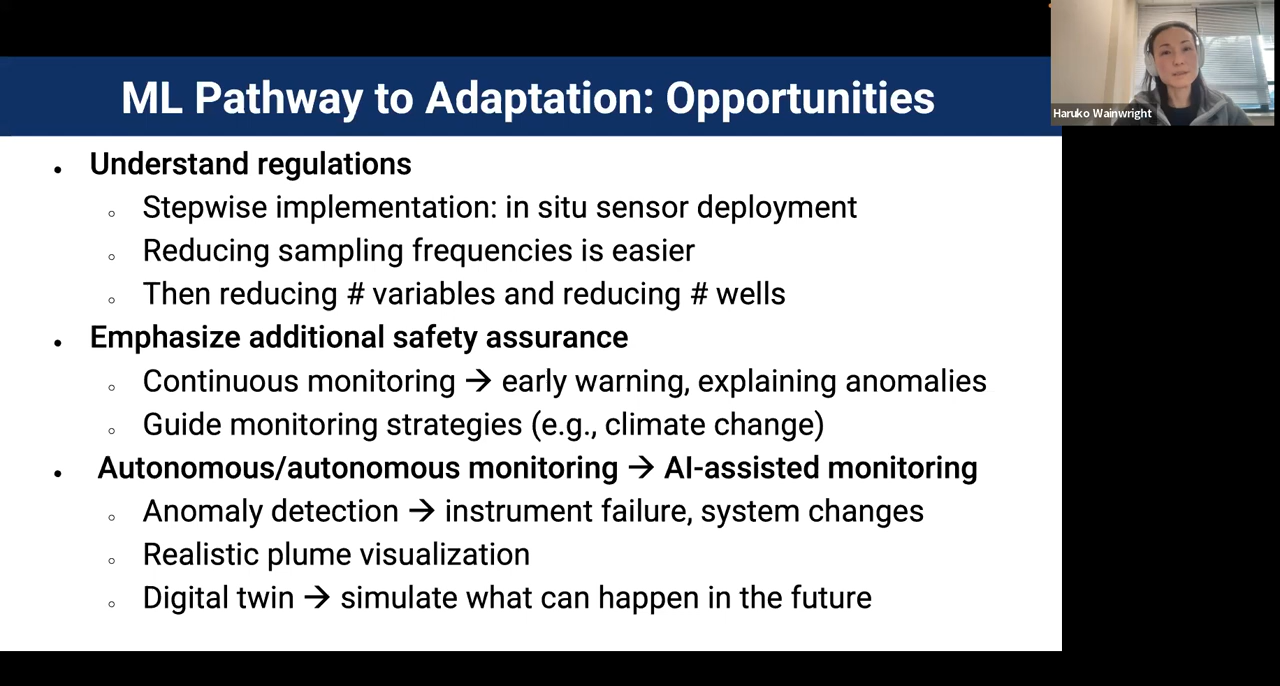 ML Pathway to Adaptation: Opportunities
Haruko Wainwright
• Understand regulations
○ Stepwise implementation: in situ sensor deployment
○ Reducing sampling frequencies is easier
○ Then reducing # variables and reducing # wells
• Emphasize additional safety assurance
○ Continuous monitoring → early warning, explaining anomalies
○ Guide monitoring strategies (e.g., climate change)
• Autonomous/autonomous monitoring → AI-assisted monitoring
○ Anomaly detection → instrument failure, system changes
○ Realistic plume visualization
○ Digital twin → simulate what can happen in the future